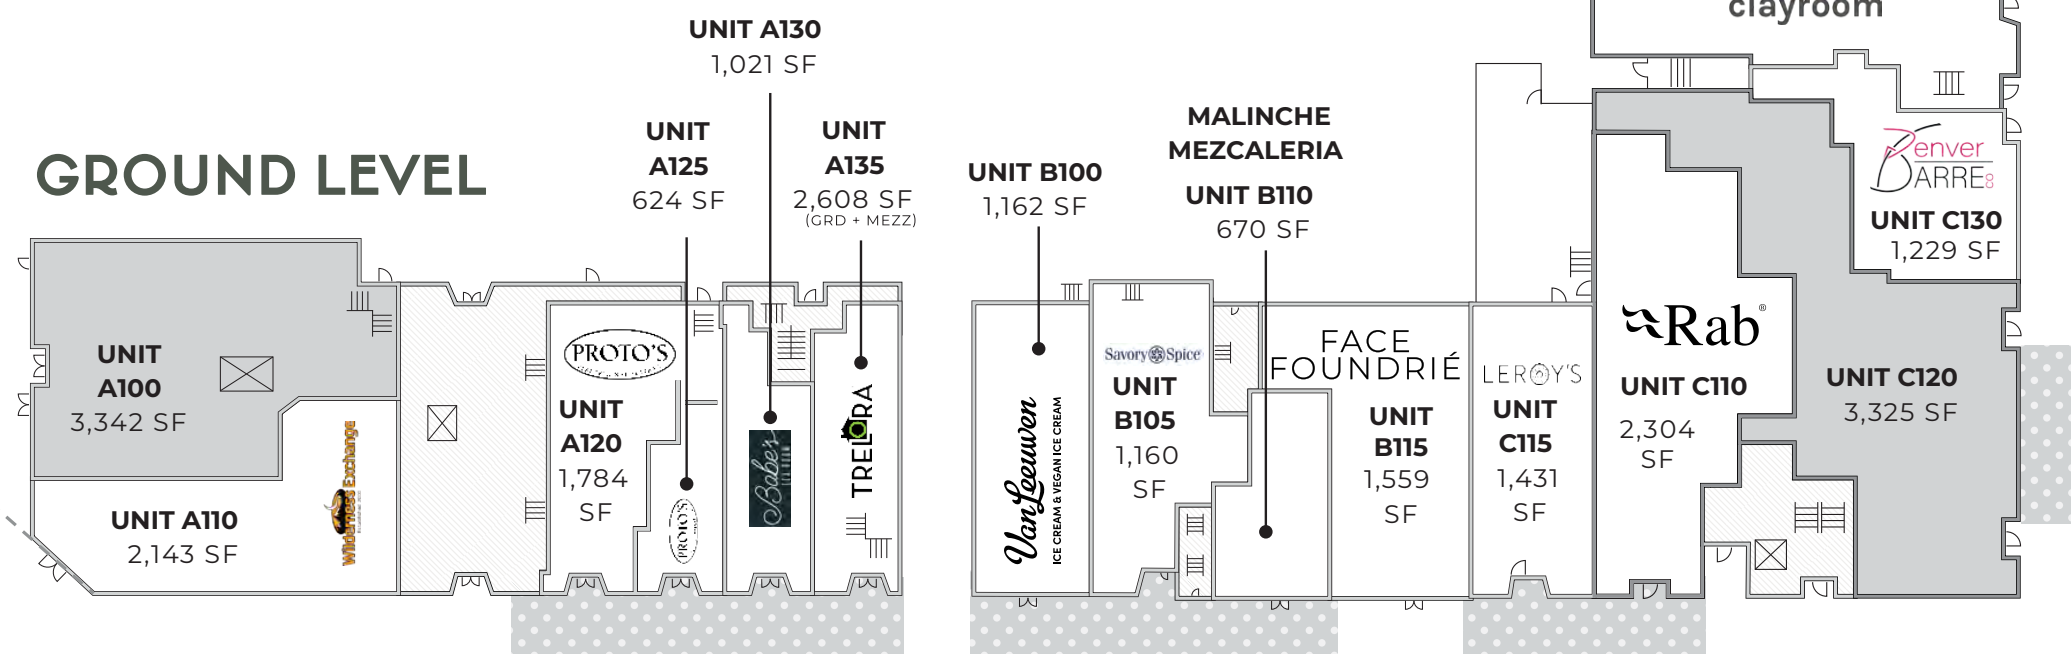 clayroom
UNIT A130
1,021 SF
UNIT
A125
624 SF
UNIT
A135
2,608 SF
(GRD + MEZZ)
GROUND LEVEL
UNIT B100
1,162 SF
MALINCHE
MEZCALERIA
UNIT B110
670 SF
Denver
BARRE
CO
UNIT C130
1,229 SF
UNIT
A100
3,342 SF
Wilderness Exchange
UNIT A110
2,143 SF
PROTO'S
UNIT
A120
1,784
SF
PROTO'S
Babe's
TRELORA
Van Leeuwen
ICE CREAM & VEGAN ICE CREAM
Savory Spice
UNIT
B105
1,160
SF
FACE
FOUNDRIÉ
UNIT
B115
1,559
SF
LEROY'S
UNIT
C115
1,431
SF
Rab®
UNIT C110
2,304
SF
UNIT C120
3,325 SF